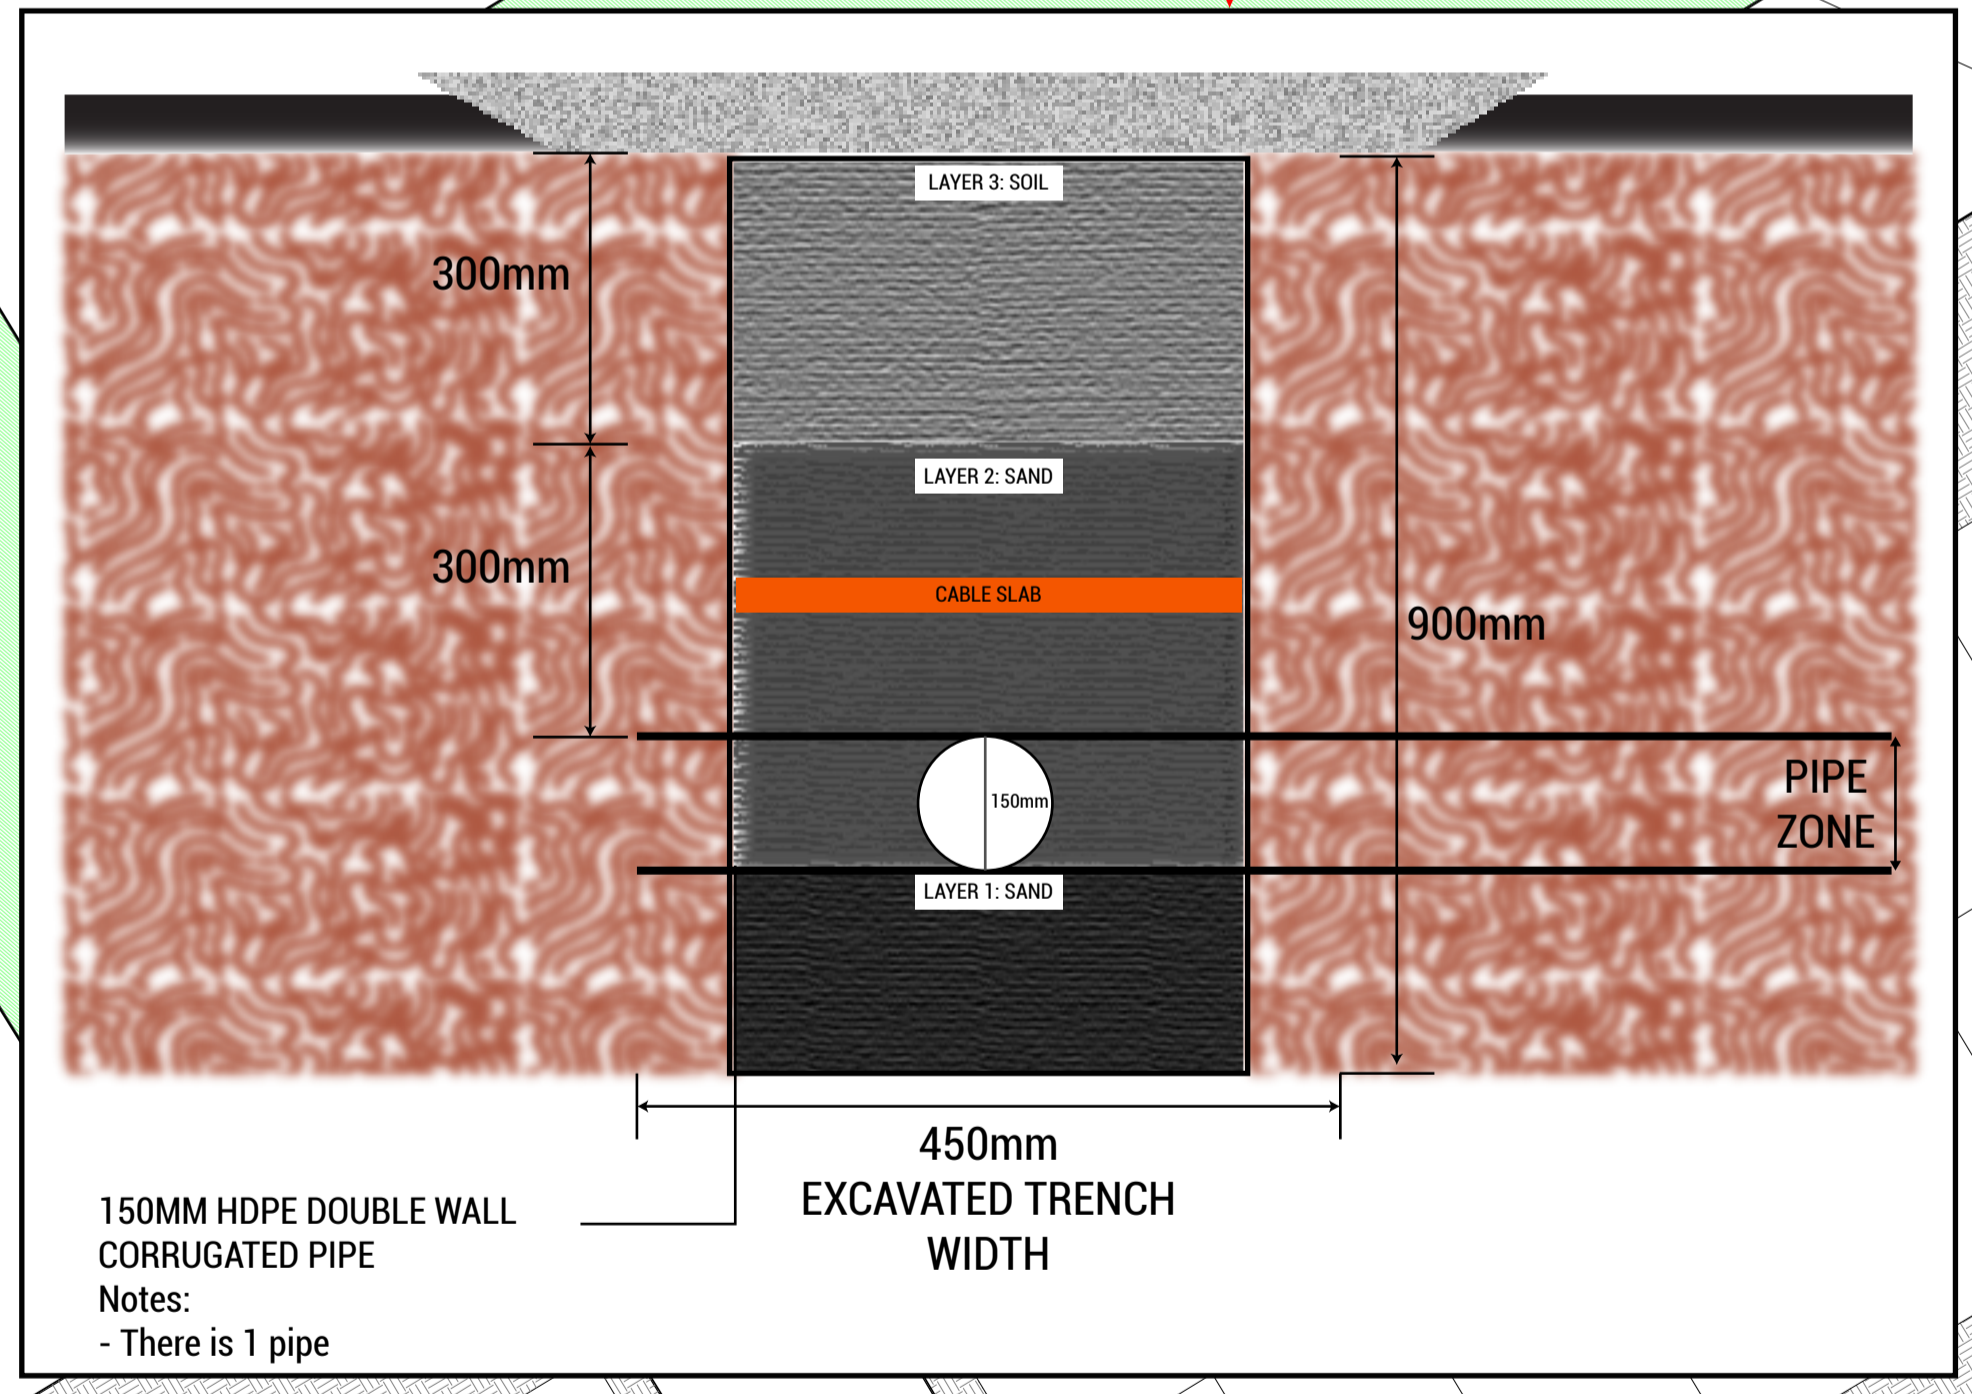 LAYER 3: SOIL
300mm
LAYER 2: SAND
300mm
CABLE SLAB
900mm
PIPE
ZONE
150mm
LAYER 1: SAND
450mm
EXCAVATED TRENCH
WIDTH
150MM HDPE DOUBLE WALL
CORRUGATED PIPE
Notes:
- There is 1 pipe